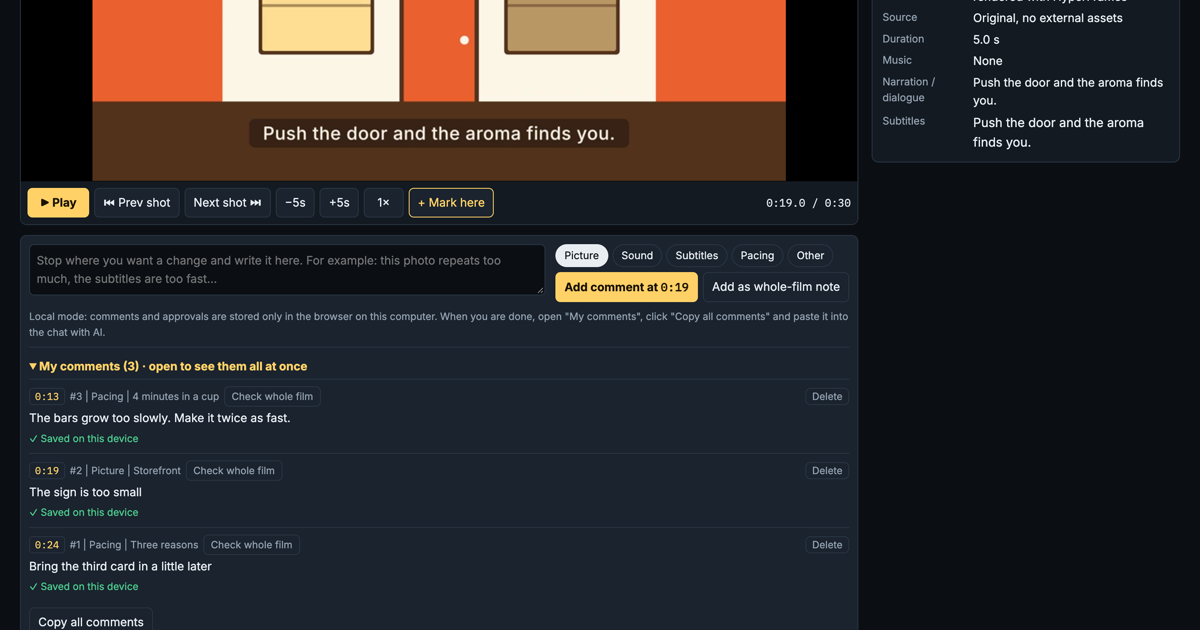 Source
Original, no external assets
Duration
5.0 s
Music
None
Narration /
dialogue
Push the door and the aroma finds
you.
Subtitles
Push the door and the aroma
finds you.
Push the door and the aroma finds you.
▶ Play
⏮ Prev shot
Next shot ⏭
−5s
+5s
1×
+ Mark here
0:19.0 / 0:30
Stop where you want a change and write it here. For example: this photo repeats too
much, the subtitles are too fast...
Picture
Sound
Subtitles
Pacing
Other
Add comment at 0:19
Add as whole-film note
Local mode: comments and approvals are stored only in the browser on this computer. When you are done, open "My comments", click "Copy all comments" and paste it into
the chat with AI.
▼ My comments (3) · open to see them all at once
0:13 #3 | Pacing | 4 minutes in a cup Check whole film Delete
The bars grow too slowly. Make it twice as fast.
✓ Saved on this device
0:19 #2 | Picture | Storefront Check whole film Delete
The sign is too small
✓ Saved on this device
0:24 #1 | Pacing | Three reasons Check whole film Delete
Bring the third card in a little later
✓ Saved on this device
Copy all comments